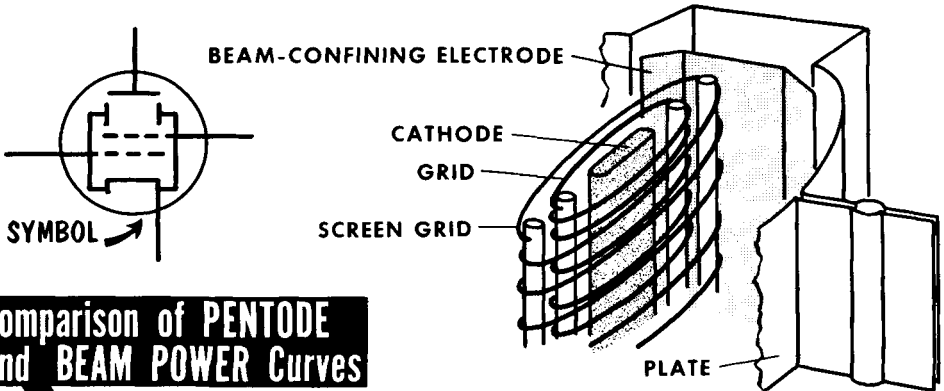 BEAM-CONFINING ELECTRODE
CATHODE
GRID
SCREEN GRID
SYMBOL
PLATE
omparison of PENTODE
nd BEAM POWER Curves